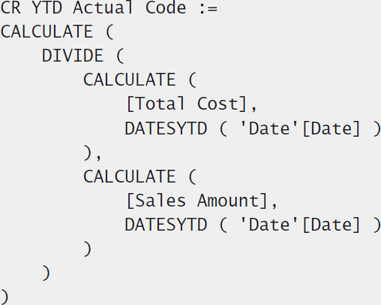 CR YTD Actual Code :=
CALCULATE (
    DIVIDE (
        CALCULATE (
            [Total Cost],
            DATESYTD ( 'Date'[Date] )
        ),
        CALCULATE (
            [Sales Amount],
            DATESYTD ( 'Date'[Date] )
        )
    )
)